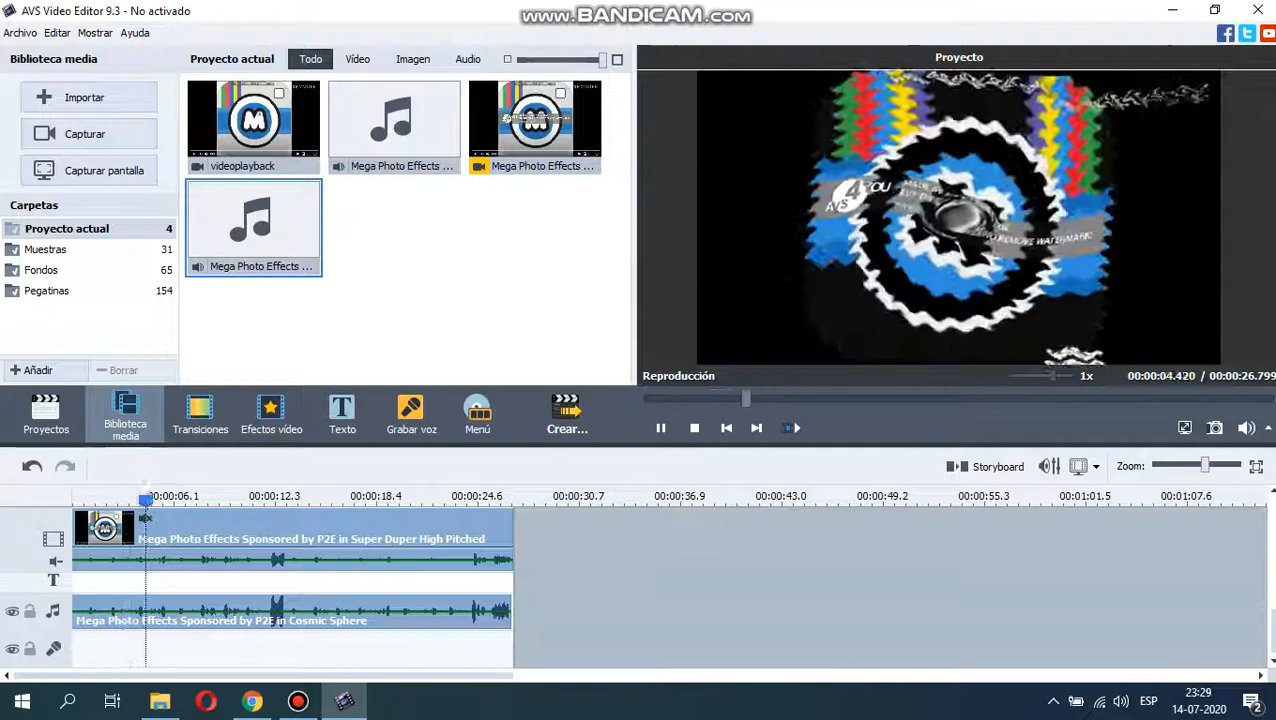 AVS Video Editor 9.3 - No activado
www.BANDICAM.com
Archivo Editar Mostrar Ayuda
Biblioteca media
Proyecto actual Todo Vídeo Imagen Audio
Proyecto
Importar
Capturar
Capturar pantalla
videoplayback
Mega Photo Effects ...
Mega Photo Effects ...
Mega Photo Effects ...
Carpetas
Proyecto actual 4
Muestras 31
Fondos 65
Pegatinas 154
Añadir
Borrar
AVS4YOU
TO REMOVE WATERMARK!
Reproducción
1x
00:00:04.420 / 00:00:26.799
Proyectos
Biblioteca media
Transiciones
Efectos vídeo
Texto
Grabar voz
Menú
Crear...
Storyboard
Zoom:
00:00:06.1 00:00:12.3 00:00:18.4 00:00:24.6 00:00:30.7 00:00:36.9 00:00:43.0 00:00:49.2 00:00:55.3 00:01:01.5 00:01:07.6
Mega Photo Effects Sponsored by P2E in Super Duper High Pitched
T
Mega Photo Effects Sponsored by P2E in Cosmic Sphere
ESP
23:29
14-07-2020
2